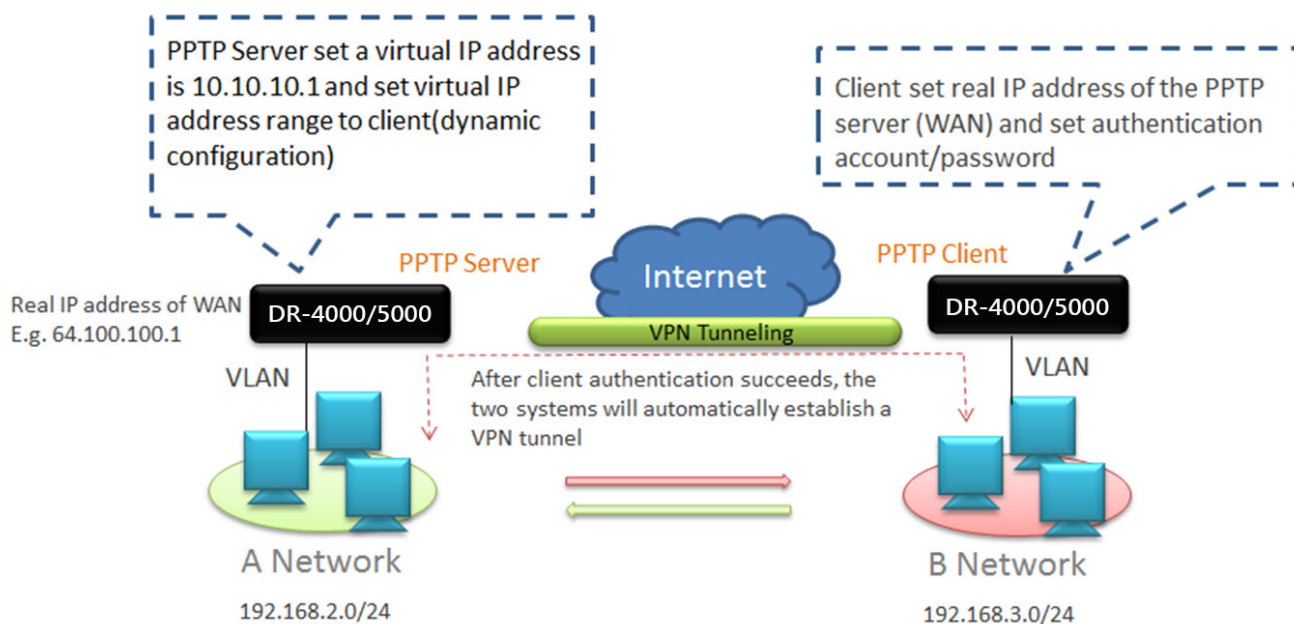 PPTP Server set a virtual IP address
is 10.10.10.1 and set virtual IP
address range to client(dynamic
configuration)
Client set real IP address of the PPTP
server (WAN) and set authentication
account/password
PPTP Server
Internet
PPTP Client
Real IP address of WAN
E.g. 64.100.100.1
DR-4000/5000
DR-4000/5000
VPN Tunneling
VLAN
VLAN
After client authentication succeeds, the
two systems will automatically establish a
VPN tunnel
A Network
B Network
192.168.2.0/24
192.168.3.0/24